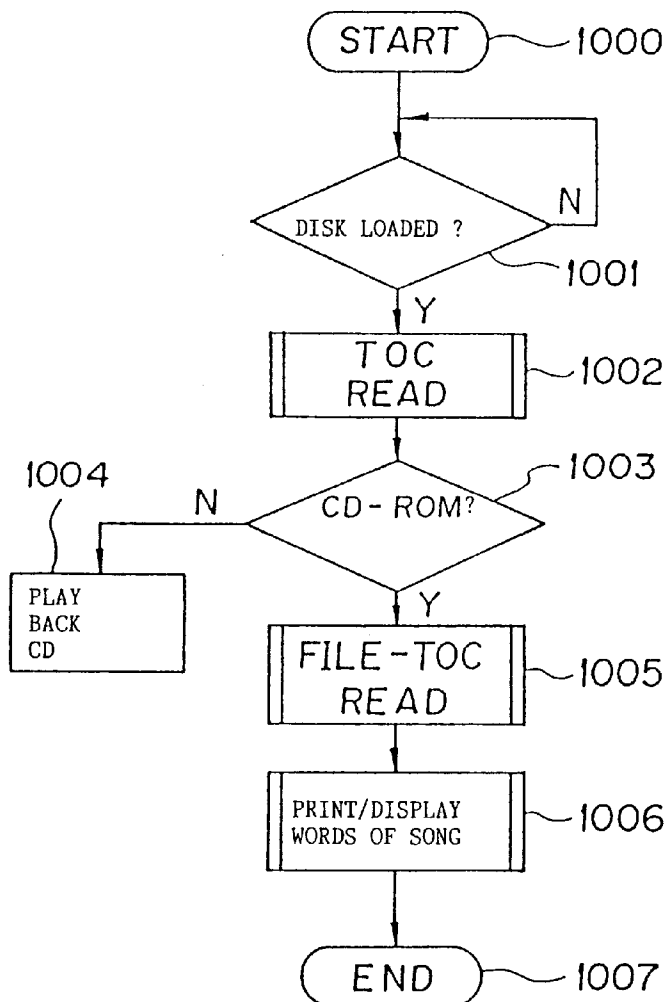 START
1000
N
DISK LOADED ?
1001
Y
TOC
READ
1002
1003
1004
N
CD-ROM?
PLAY
BACK
CD
Y
FILE-TOC
READ
1005
PRINT/DISPLAY
WORDS OF SONG
1006
END
1007